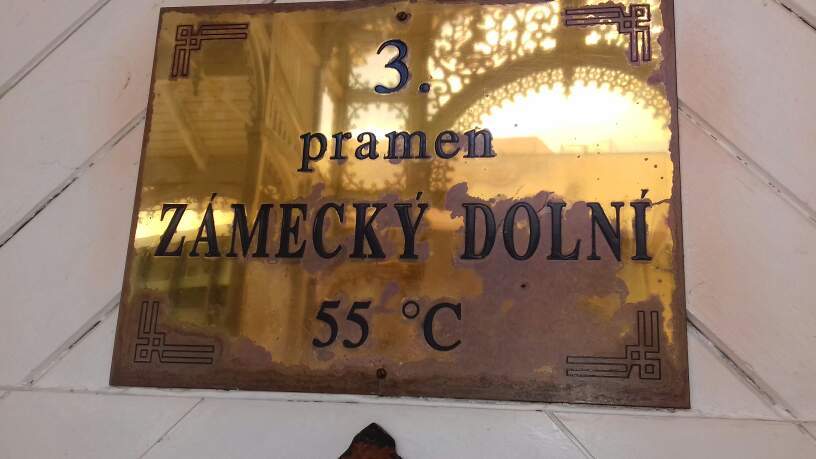 3.
pramen
ZÁMECKÝ DOLNÍ
55 °C